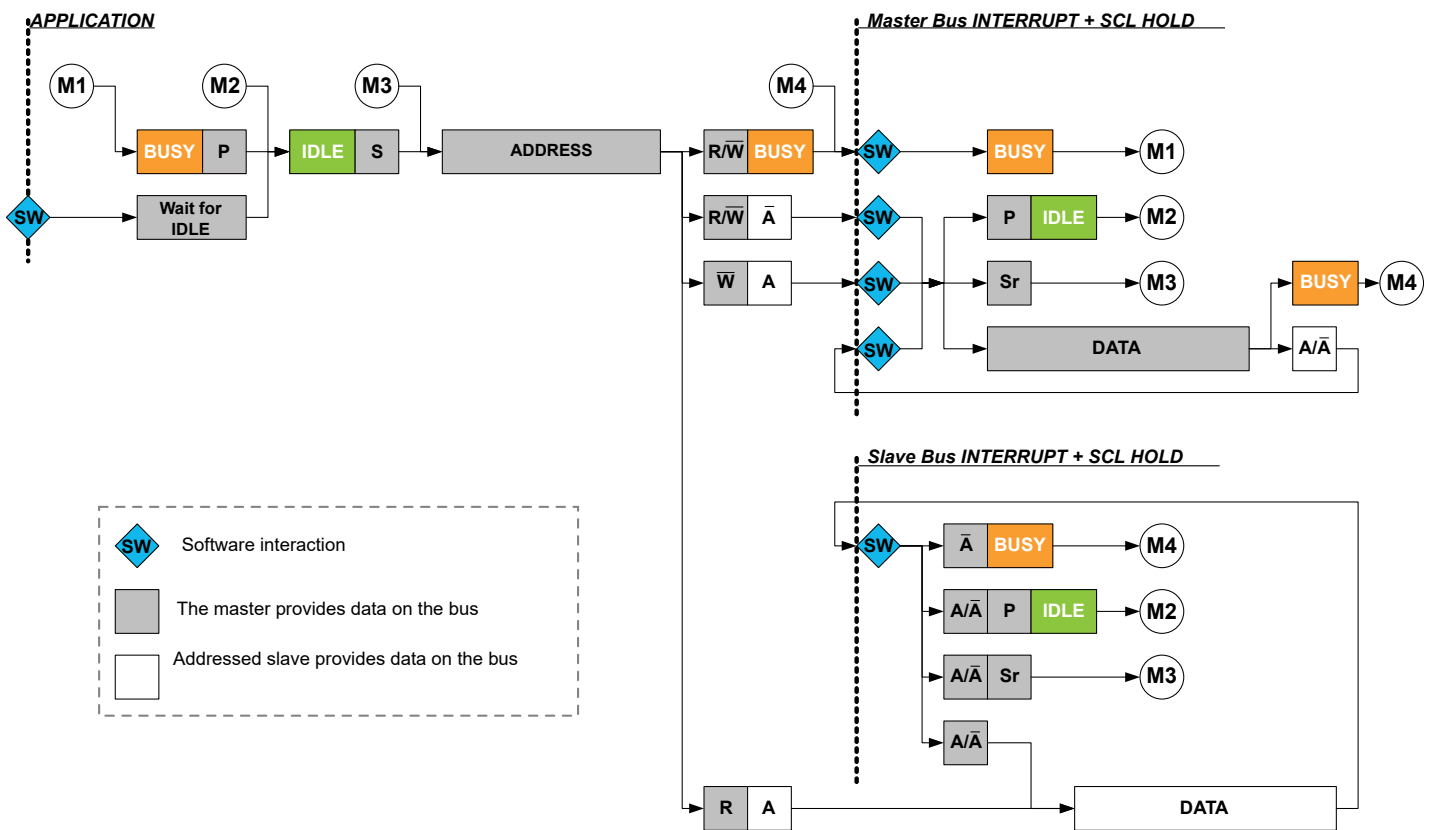 APPLICATION
Master Bus INTERRUPT + SCL HOLD
M1
M2
M3
M4
BUSY P
IDLE S
ADDRESS
R/W̅ BUSY
SW
BUSY
M1
SW
Wait for
IDLE
R/W̅ A̅
SW
P IDLE
M2
W̅ A
SW
Sr
M3
BUSY
M4
SW
DATA
A/A̅
Slave Bus INTERRUPT + SCL HOLD
SW
A̅ BUSY
M4
A/A̅ P IDLE
M2
A/A̅ Sr
M3
A/A̅
R A
DATA
SW Software interaction
The master provides data on the bus
Addressed slave provides data on the bus